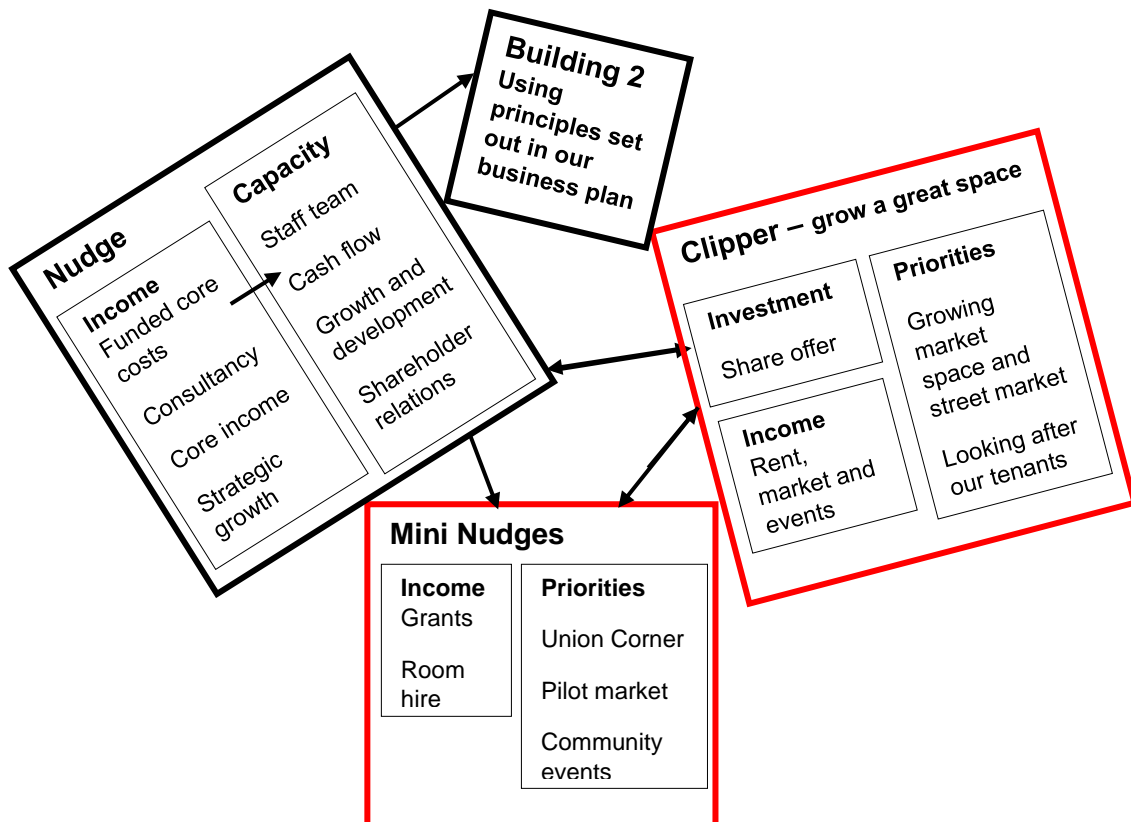 Nudge
Income
Funded core
costs
Consultancy
Core income
Strategic
growth
Capacity
Staff team
Cash flow
Growth and
development
Shareholder
relations
Building 2
Using
principles set
out in our
business plan
Clipper – grow a great space
Investment
Share offer
Income
Rent,
market and
events
Priorities
Growing
market
space and
street market
Looking after
our tenants
Mini Nudges
Income
Grants
Room
hire
Priorities
Union Corner
Pilot market
Community
events